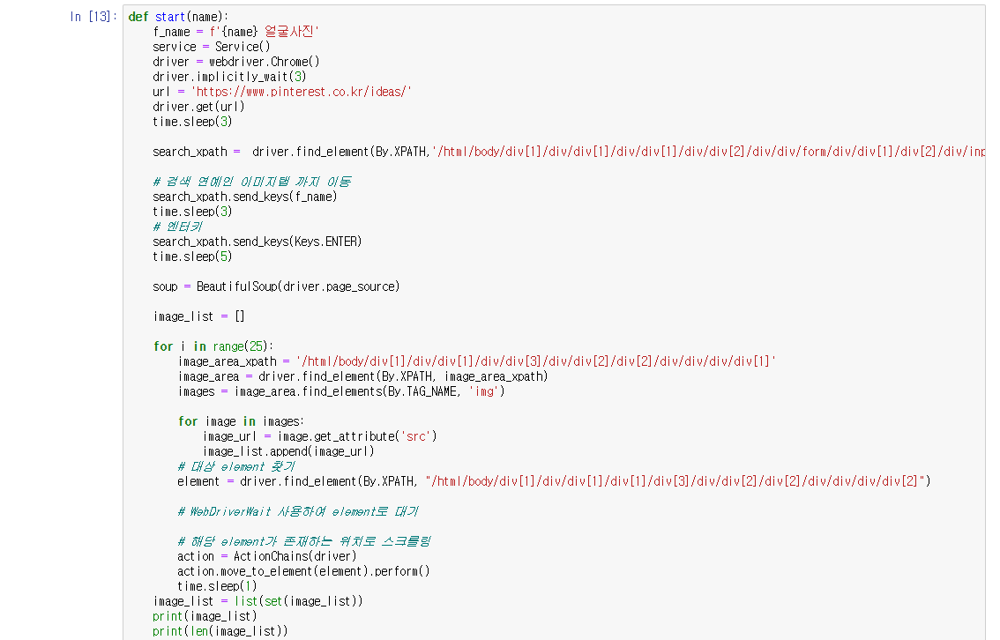 In [13]: def start(name):
f_name = f'{name} 얼굴사진'
service = Service()
driver = webdriver.Chrome()
driver.implicitly_wait(3)
url = 'https://www.pinterest.co.kr/ideas/'
driver.get(url)
time.sleep(3)
search_xpath =  driver.find_element(By.XPATH,'/html/body/div[1]/div/div[1]/div/div[1]/div/div[2]/div/div/form/div/div[1]/div[2]/div/inp
# 검색 연예인 이미지탭 까지 이동
search_xpath.send_keys(f_name)
time.sleep(3)
# 엔터키
search_xpath.send_keys(Keys.ENTER)
time.sleep(5)
soup = BeautifulSoup(driver.page_source)
image_list = []
for i in range(25):
image_area_xpath = '/html/body/div[1]/div/div[1]/div/div[3]/div/div[2]/div[2]/div/div/div/div[1]'
image_area = driver.find_element(By.XPATH, image_area_xpath)
images = image_area.find_elements(By.TAG_NAME, 'img')
for image in images:
image_url = image.get_attribute('src')
image_list.append(image_url)
# 대상 element 찾기
element = driver.find_element(By.XPATH, "/html/body/div[1]/div/div[1]/div[1]/div[3]/div/div[2]/div[2]/div/div/div/div[2]")
# WebDriverWait 사용하여 element로 대기
# 해당 element가 존재하는 위치로 스크롤링
action = ActionChains(driver)
action.move_to_element(element).perform()
time.sleep(1)
image_list = list(set(image_list))
print(image_list)
print(len(image_list))